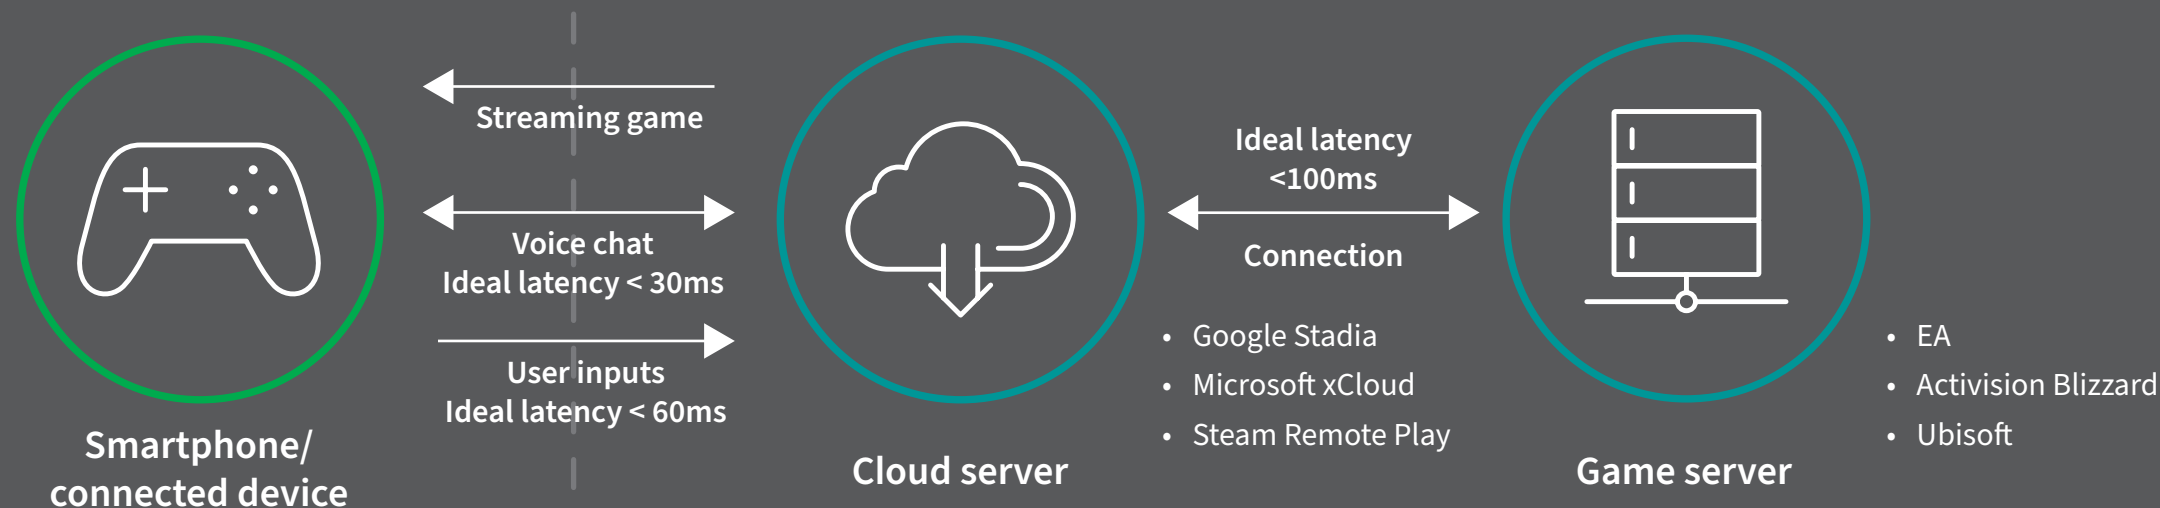 Streaming game
Voice chat
Ideal latency < 30ms
User inputs
Ideal latency < 60ms
Smartphone/
connected device
Cloud server
Ideal latency
<100ms
Connection
• Google Stadia
• Microsoft xCloud
• Steam Remote Play
Game server
• EA
• Activision Blizzard
• Ubisoft